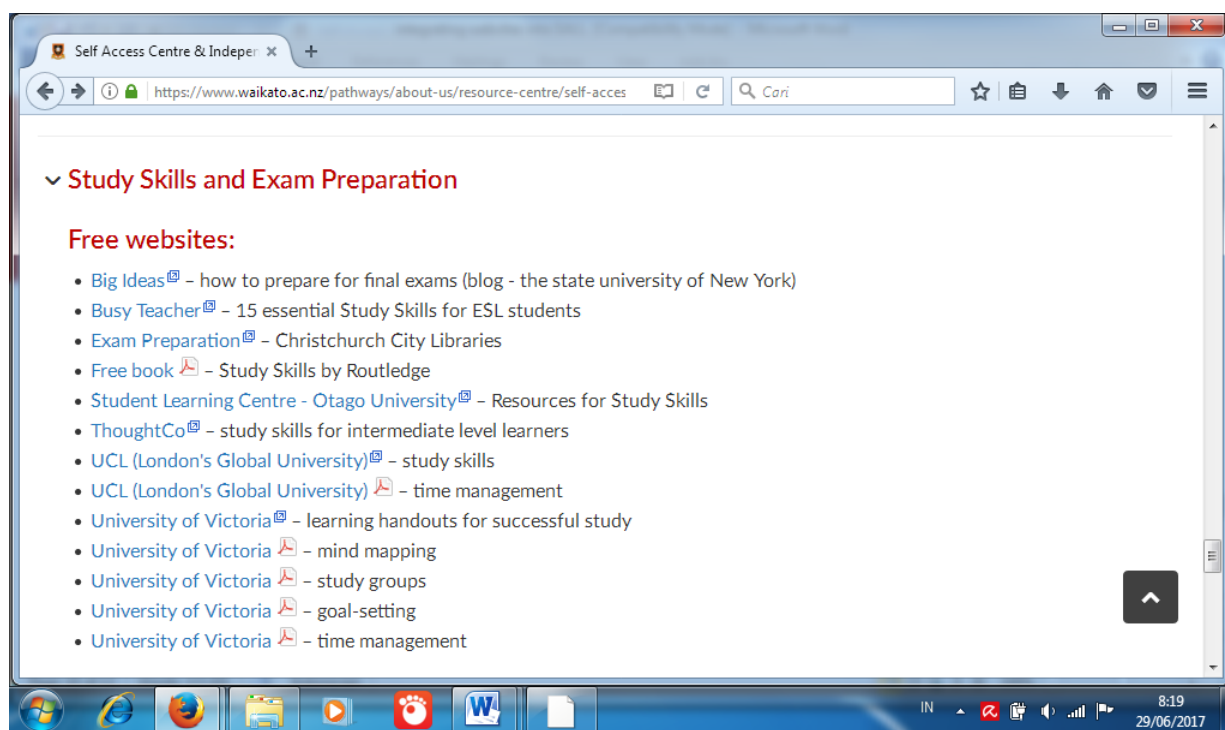 Self Access Centre & Indepen
https://www.waikato.ac.nz/pathways/about-us/resource-centre/self-acces
Cari
Study Skills and Exam Preparation
Free websites:
• Big Ideas – how to prepare for final exams (blog - the state university of New York)
• Busy Teacher – 15 essential Study Skills for ESL students
• Exam Preparation – Christchurch City Libraries
• Free book – Study Skills by Routledge
• Student Learning Centre - Otago University – Resources for Study Skills
• ThoughtCo – study skills for intermediate level learners
• UCL (London's Global University) – study skills
• UCL (London's Global University) – time management
• University of Victoria – learning handouts for successful study
• University of Victoria – mind mapping
• University of Victoria – study groups
• University of Victoria – goal-setting
• University of Victoria – time management
IN
8:19
29/06/2017